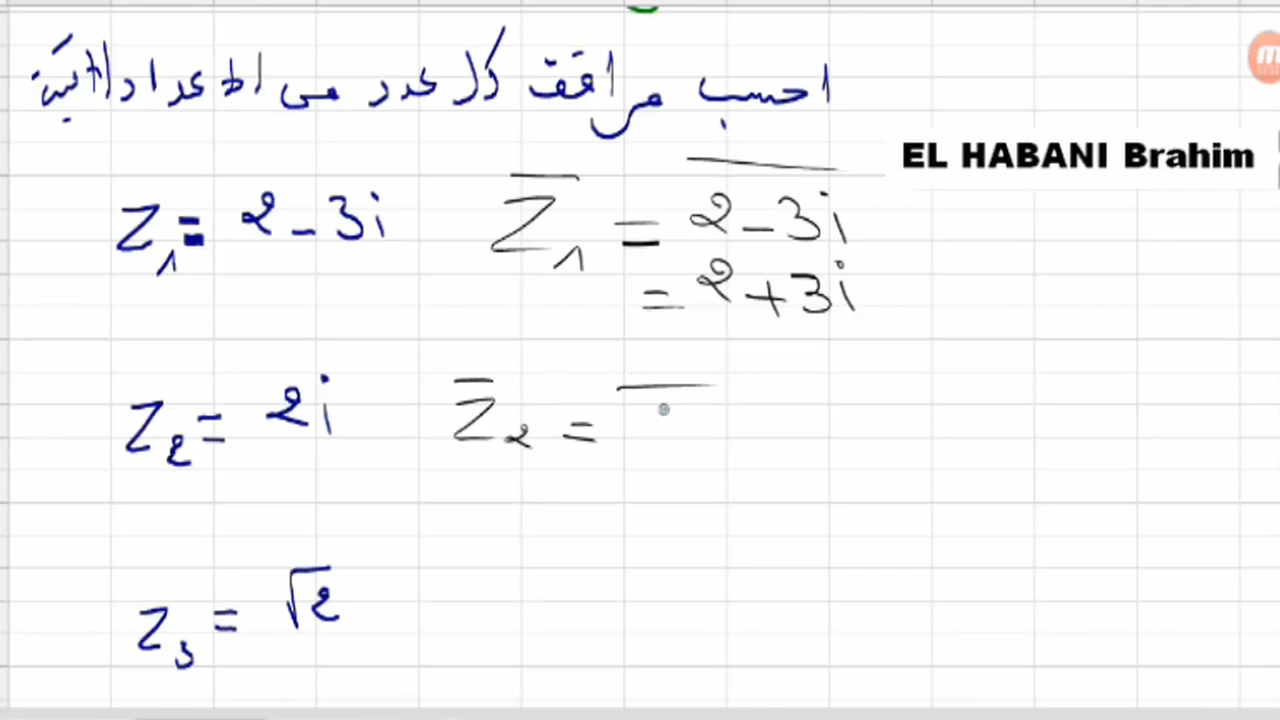 احسب مرافق كل عدد من الاعداد الاتية
EL HABANI Brahim
Z₁ = 2 - 3i
Z̅₁ = \overline{2 - 3i}
= 2 + 3i
Z₂ = 2i
Z̅₂ =
Z₃ = √2